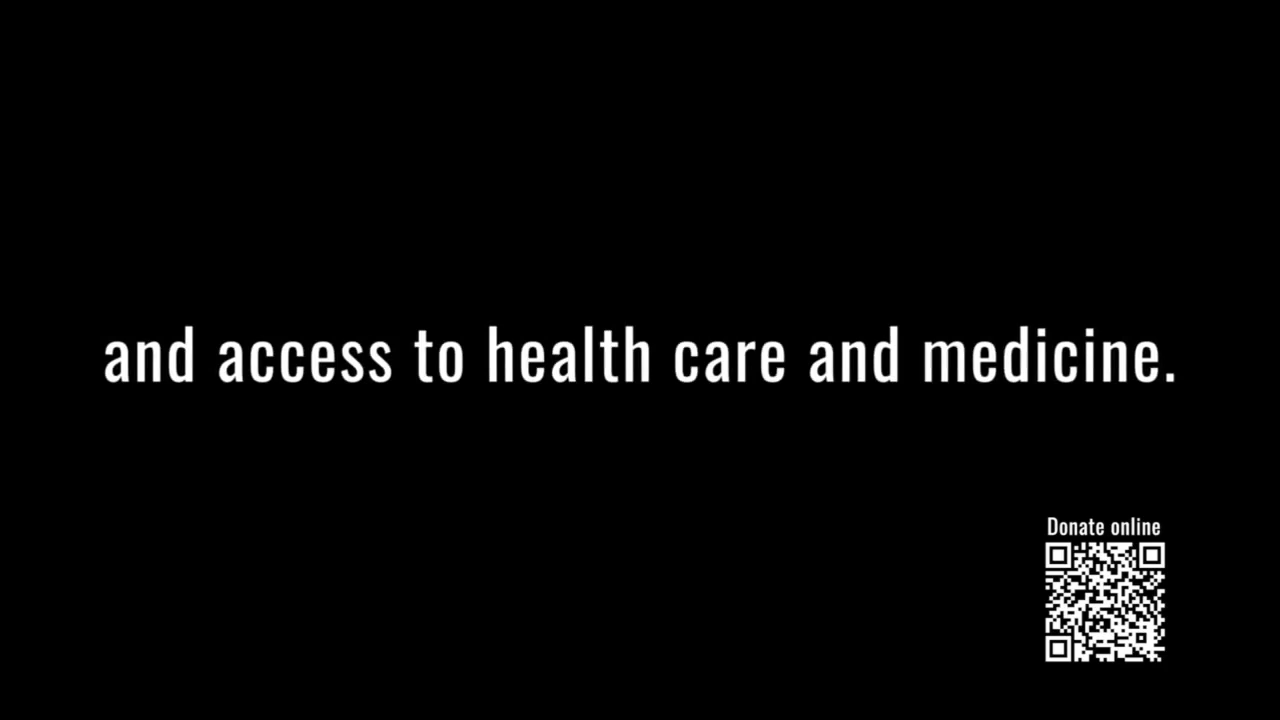 and access to health care and medicine.
Donate online